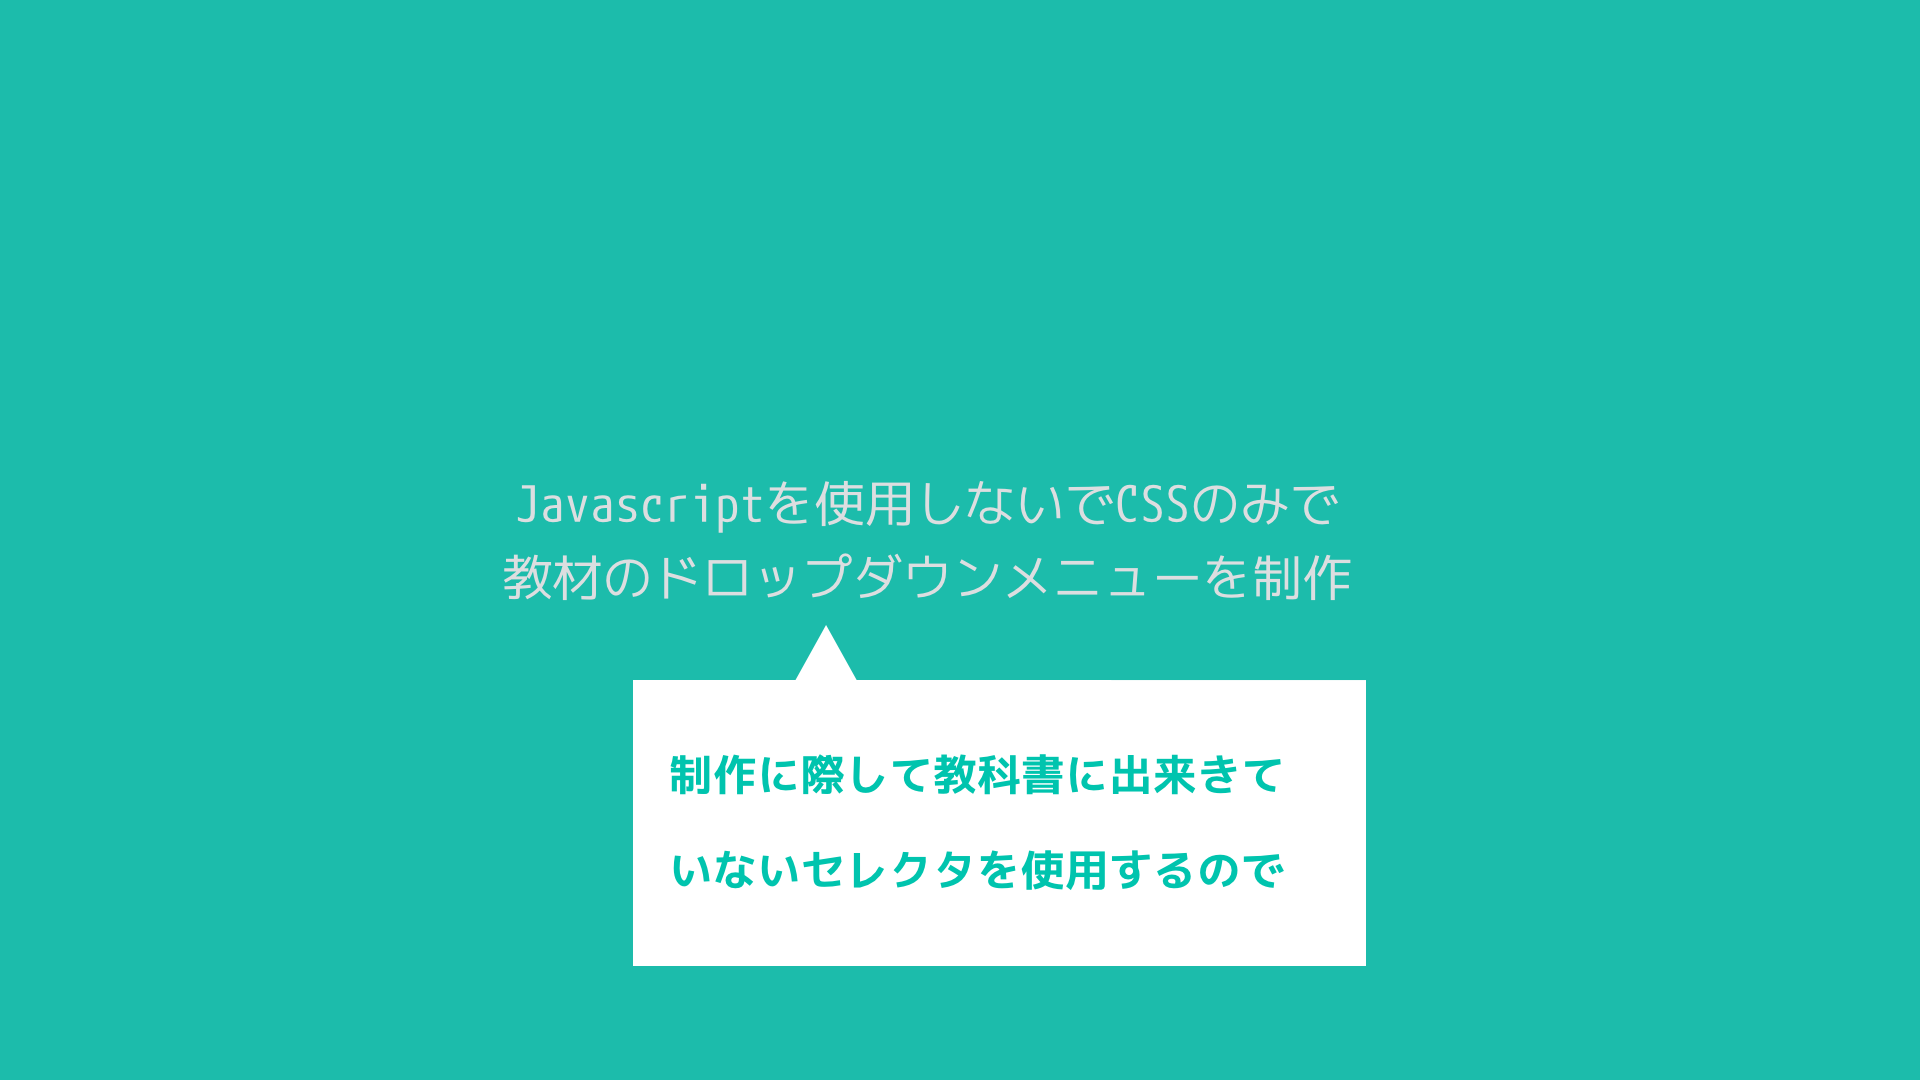 Javascriptを使用しないでCSSのみで
教材のドロップダウンメニューを制作
制作に際して教科書に出来きて
いないセレクタを使用するので